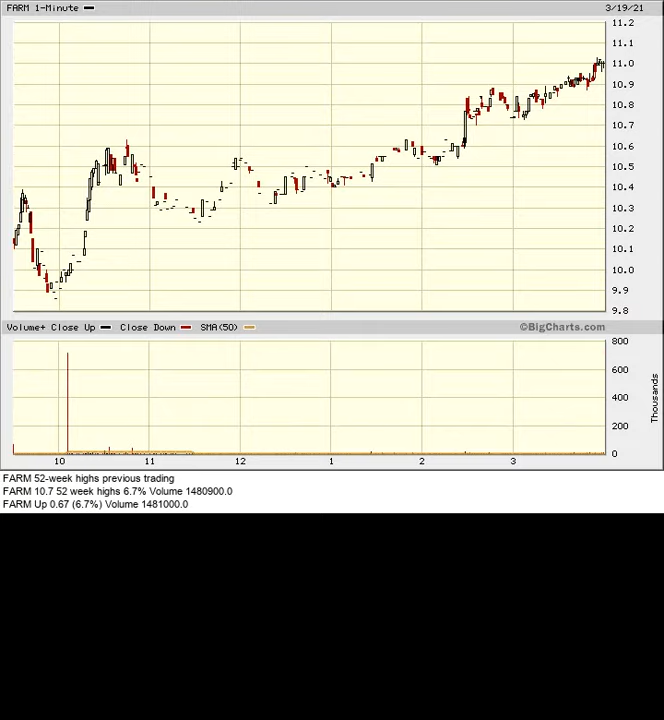 FARM 1-Minute 3/19/21
11.2
11.1
11.0
10.9
10.8
10.7
10.6
10.5
10.4
10.3
10.2
10.1
10.0
9.9
9.8
Volume+ Close Up Close Down SMA(50) ©BigCharts.com
800
600
400
200
0
Thousands
10 11 12 1 2 3
FARM 52-week highs previous trading
FARM 10.7 52 week highs 6.7% Volume 1480900.0
FARM Up 0.67 (6.7%) Volume 1481000.0